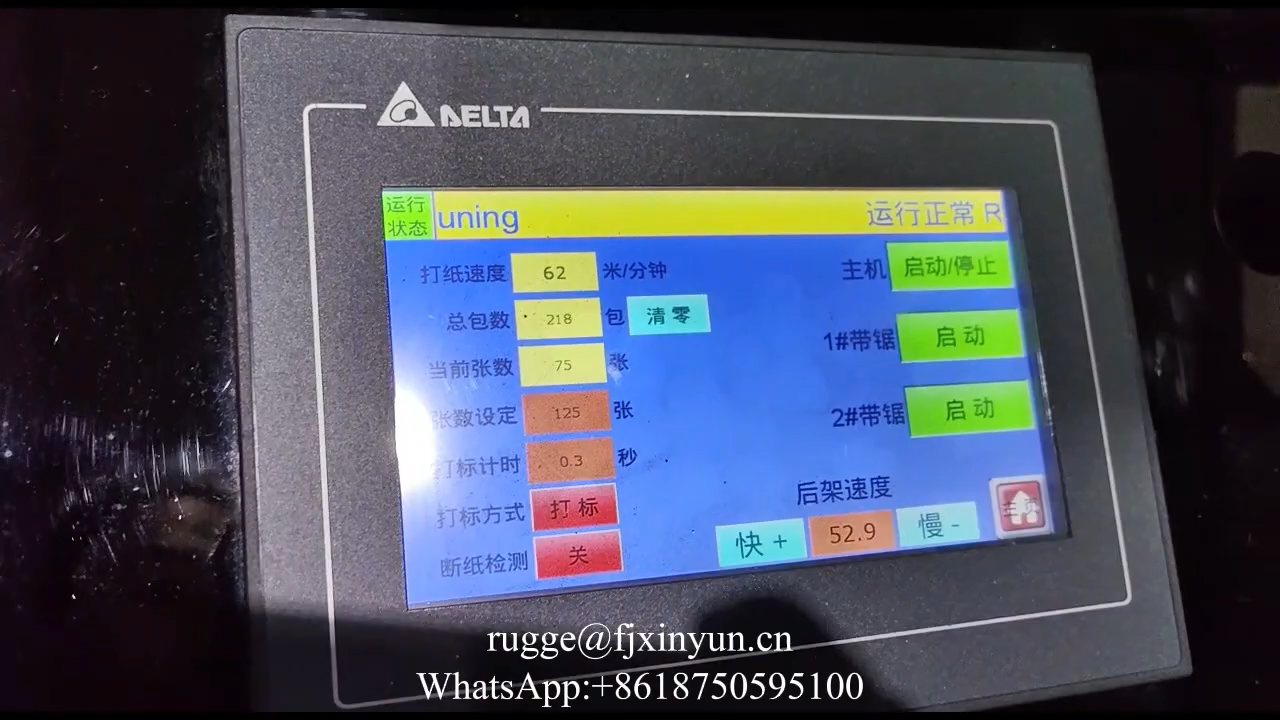 DELTA
运行
状态
uning 运行正常 R
打纸速度 62 米/分钟
主机 启动/停止
总包数 218 包 清零
1#带锯 启动
当前张数 75 张
张数设定 125 张
2#带锯 启动
打标计时 0.3 秒
打标方式 打标
后架速度
断纸检测 关
快 + 52.9 慢 -
主页
rugge@fjxinyun.cn
WhatsApp:+8618750595100